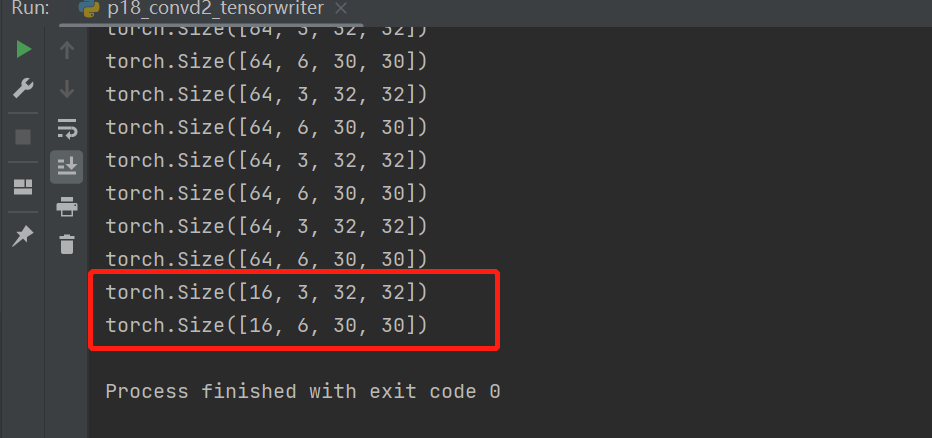 Run: p18_convd2_tensorwriter
torch.Size([64, 3, 32, 32])
torch.Size([64, 6, 30, 30])
torch.Size([64, 3, 32, 32])
torch.Size([64, 6, 30, 30])
torch.Size([64, 3, 32, 32])
torch.Size([64, 6, 30, 30])
torch.Size([64, 3, 32, 32])
torch.Size([64, 6, 30, 30])
torch.Size([16, 3, 32, 32])
torch.Size([16, 6, 30, 30])
Process finished with exit code 0